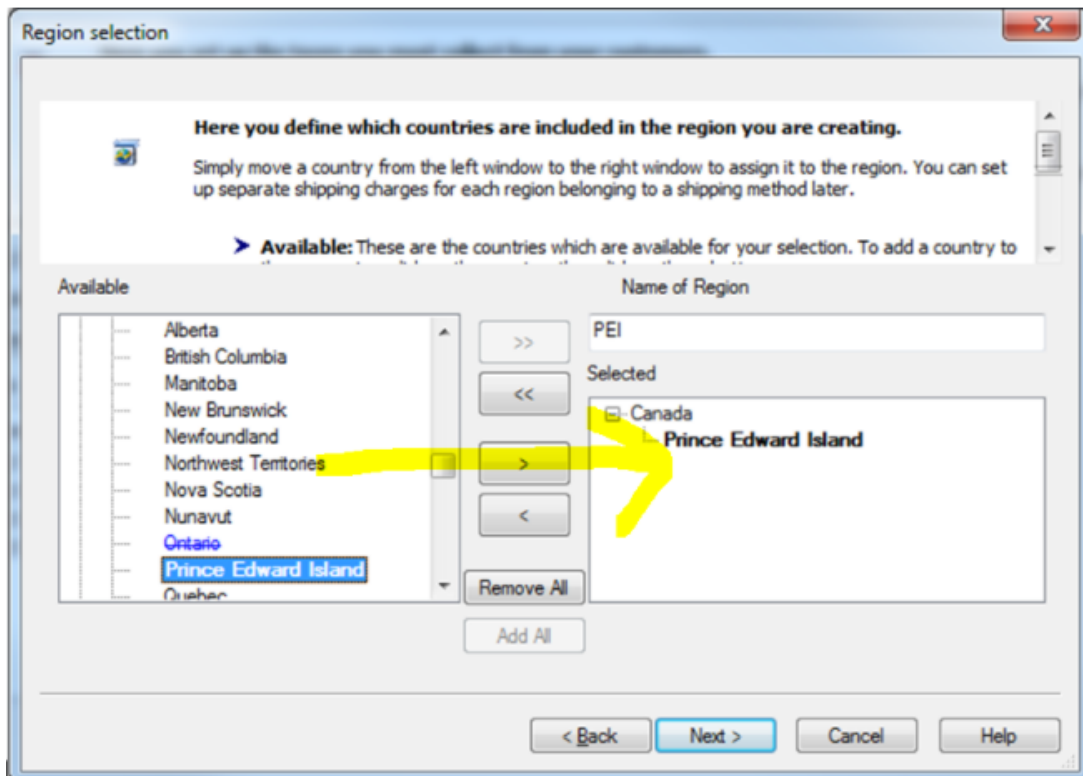 Region selection
Here you define which countries are included in the region you are creating.
Simply move a country from the left window to the right window to assign it to the region. You can set
up separate shipping charges for each region belonging to a shipping method later.
Available: These are the countries which are available for your selection. To add a country to
Available
Name of Region
Alberta
British Columbia
Manitoba
New Brunswick
Newfoundland
Northwest Territories
Nova Scotia
Nunavut
Ontario
Prince Edward Island
Quebec
>>
<<
>
<
Remove All
Add All
PEI
Selected
Canada
Prince Edward Island
< Back
Next >
Cancel
Help